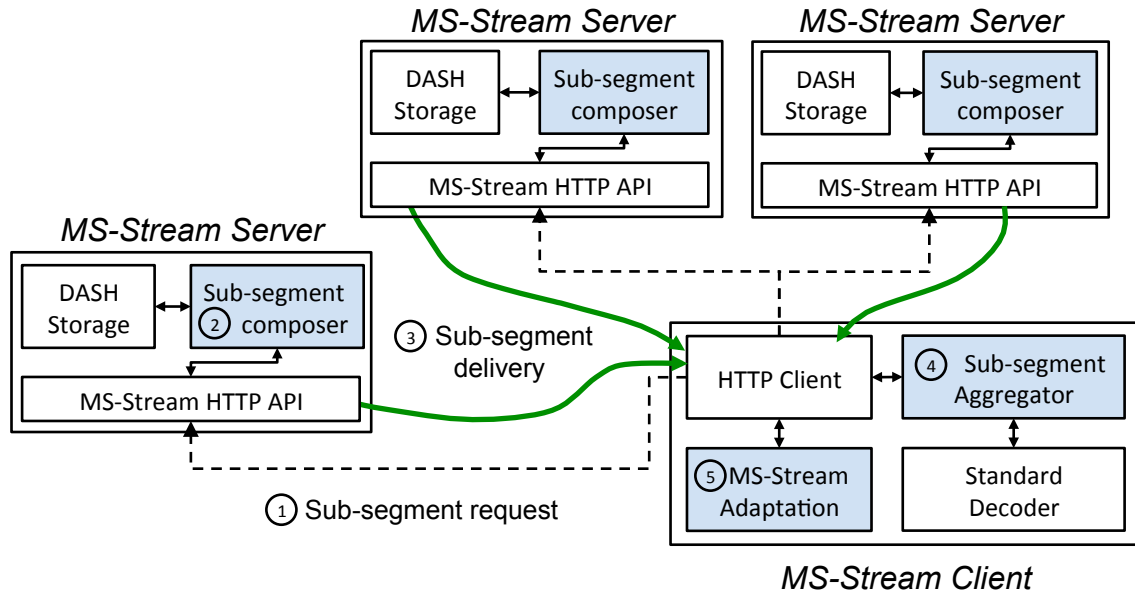 MS-Stream Server
DASH
Storage
Sub-segment
composer
MS-Stream HTTP API
MS-Stream Server
DASH
Storage
Sub-segment
composer
MS-Stream HTTP API
MS-Stream Server
DASH
Storage
Sub-segment
2 composer
MS-Stream HTTP API
3 Sub-segment
delivery
1 Sub-segment request
HTTP Client
4 Sub-segment
Aggregator
5 MS-Stream
Adaptation
Standard
Decoder
MS-Stream Client